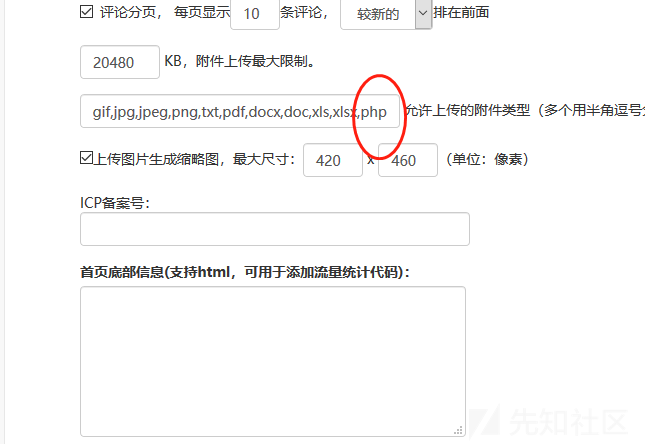 评论分页， 每页显示 10 条评论， 较新的 排在前面
20480 KB，附件上传最大限制。
gif,jpg,jpeg,png,txt,pdf,docx,doc,xls,xlsx,php 允许上传的附件类型（多个用半角逗号
上传图片生成缩略图，最大尺寸： 420 x 460 （单位：像素）
ICP备案号：
首页底部信息(支持html，可用于添加流量统计代码)：
先知社区